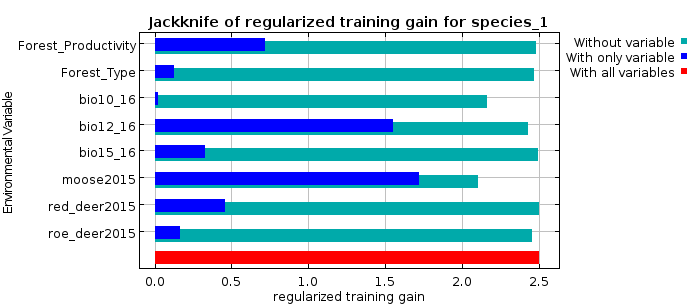 Jackknife of regularized training gain for species_1
Environmental Variable
Forest_Productivity
Forest_Type
bio10_16
bio12_16
bio15_16
moose2015
red_deer2015
roe_deer2015
0.0 0.5 1.0 1.5 2.0 2.5
regularized training gain
Without variable
With only variable
With all variables